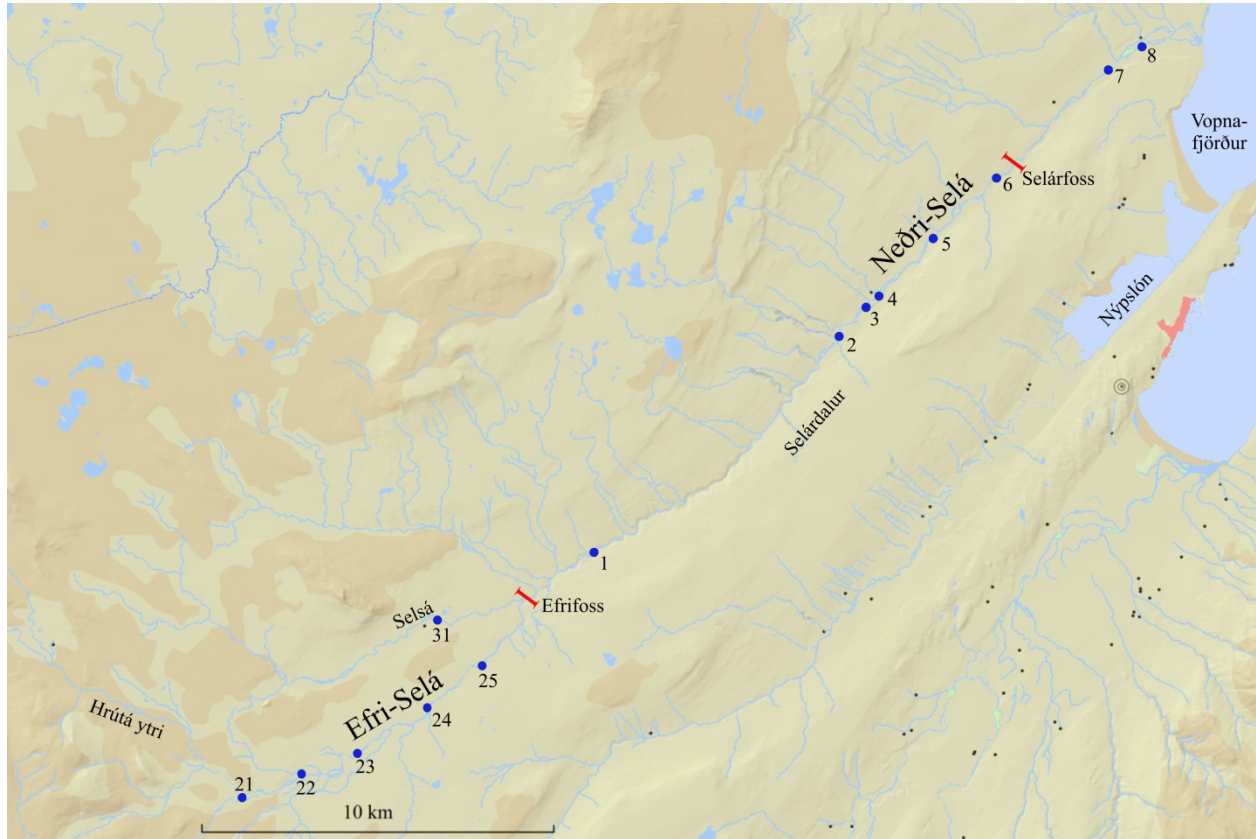 8
7
Vopna-
fjörður
Selárfoss
6
Neðri-Selá
5
Nýpslón
4
3
2
Selárdalur
1
Efrifoss
Selsá
31
25
Efri-Selá
24
Hrútá ytri
23
22
21
10 km